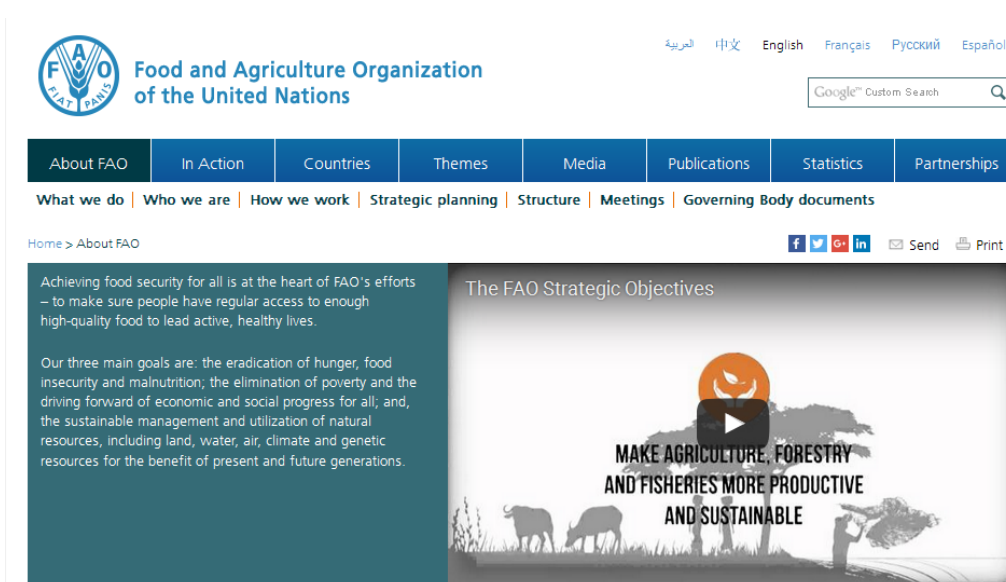 F A O
FIAT PANIS
Food and Agriculture Organization
of the United Nations
العربية 中文 English Français Русский Español
Google™ Custom Search
About FAO In Action Countries Themes Media Publications Statistics Partnerships
What we do | Who we are | How we work | Strategic planning | Structure | Meetings | Governing Body documents
Home > About FAO
f G+ in Send Print
Achieving food security for all is at the heart of FAO's efforts
– to make sure people have regular access to enough
high-quality food to lead active, healthy lives.
Our three main goals are: the eradication of hunger, food
insecurity and malnutrition; the elimination of poverty and the
driving forward of economic and social progress for all; and,
the sustainable management and utilization of natural
resources, including land, water, air, climate and genetic
resources for the benefit of present and future generations.
The FAO Strategic Objectives
MAKE AGRICULTURE, FORESTRY
AND FISHERIES MORE PRODUCTIVE
AND SUSTAINABLE